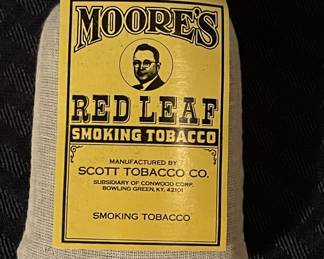 MOORE'S
RED LEAF
SMOKING TOBACCO
MANUFACTURED BY
SCOTT TOBACCO CO.
SUBSIDIARY OF CONWOOD CORP.
BOWLING GREEN, KY. 42101
SMOKING TOBACCO